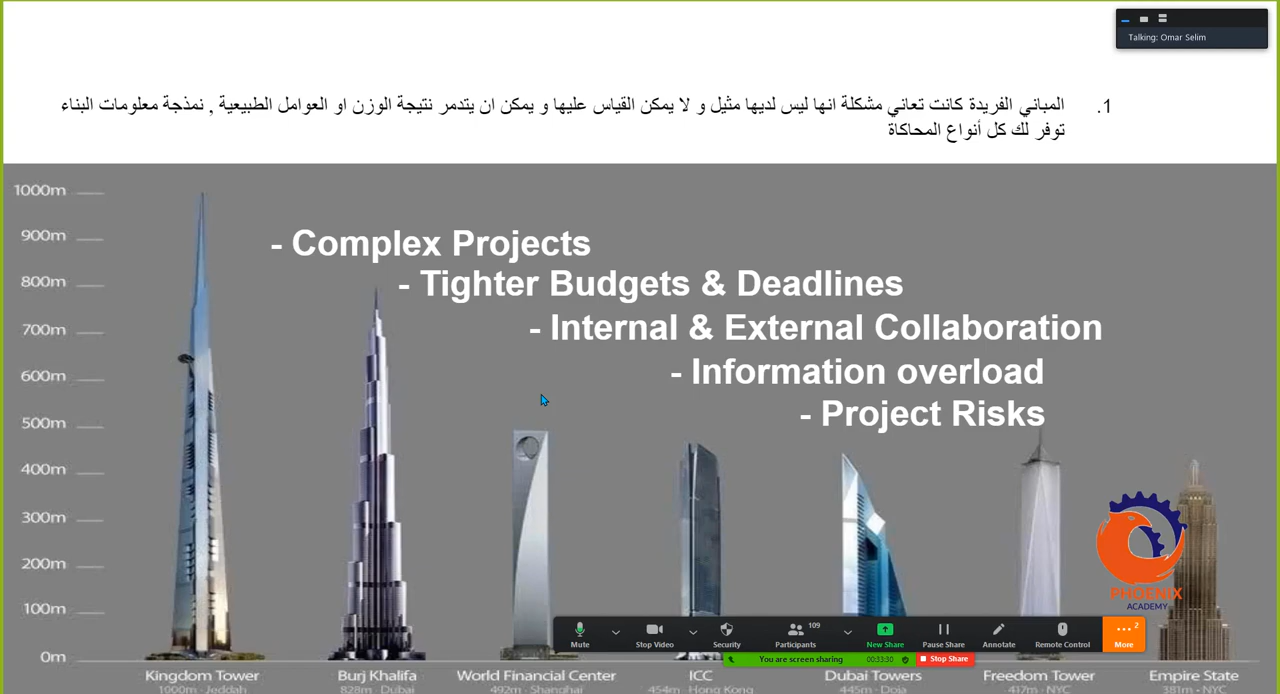 Talking: Omar Selim
1. المباني الفريدة كانت تعاني مشكلة انها ليس لديها مثيل و لا يمكن القياس عليها و يمكن ان يتدمر نتيجة الوزن او العوامل الطبيعية , نمذجة معلومات البناء
توفر لك كل أنواع المحاكاة
1000m
900m
800m
700m
600m
500m
400m
300m
200m
100m
0m
- Complex Projects
- Tighter Budgets & Deadlines
- Internal & External Collaboration
- Information overload
- Project Risks
PHOENIX
ACADEMY
Mute
Stop Video
Security
109
Participants
New Share
Pause Share
Annotate
Remote Control
2
More
You are screen sharing 00:33:30 Stop Share
Kingdom Tower
1000m - Jeddah
Burj Khalifa
828m - Dubai
World Financial Center
492m - Shanghai
ICC
454m - Hong Kong
Dubai Towers
445m - Doja
Freedom Tower
417m - NYC
Empire State
381m - NYC